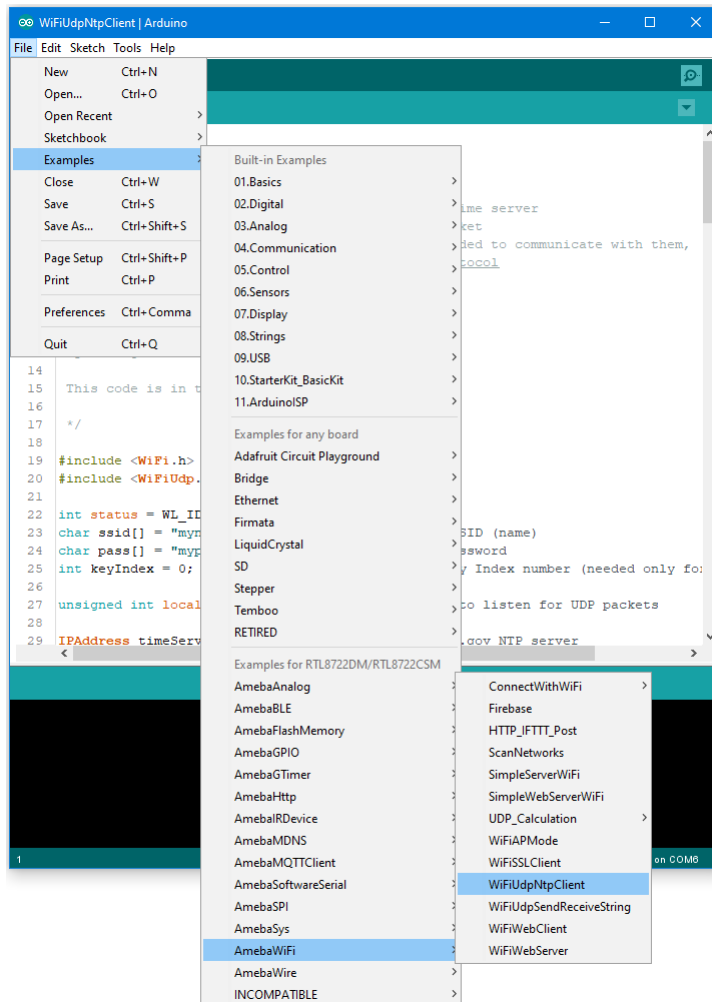 WiFiUdpNtpClient | Arduino
File Edit Sketch Tools Help
New Ctrl+N
Open... Ctrl+O
Open Recent
Sketchbook
Examples
Close Ctrl+W
Save Ctrl+S
Save As... Ctrl+Shift+S
Page Setup Ctrl+Shift+P
Print Ctrl+P
Preferences Ctrl+Comma
Quit Ctrl+Q
Built-in Examples
01.Basics
02.Digital
03.Analog
04.Communication
05.Control
06.Sensors
07.Display
08.Strings
09.USB
10.StarterKit_BasicKit
11.ArduinoISP
Examples for any board
Adafruit Circuit Playground
Bridge
Ethernet
Firmata
LiquidCrystal
SD
Stepper
Temboo
RETIRED
Examples for RTL8722DM/RTL8722CSM
AmebaAnalog
AmebaBLE
AmebaFlashMemory
AmebaGPIO
AmebaGTimer
AmebaHttp
AmebaIRDevice
AmebaMDNS
AmebaMQTTClient
AmebaSoftwareSerial
AmebaSPI
AmebaSys
AmebaWiFi
AmebaWire
INCOMPATIBLE
ConnectWithWiFi
Firebase
HTTP_IFTTT_Post
ScanNetworks
SimpleServerWiFi
SimpleWebServerWiFi
UDP_Calculation
WiFiAPMode
WiFiSSLClient
WiFiUdpNtpClient
WiFiUdpSendReceiveString
WiFiWebClient
WiFiWebServer
ime server
ket
ded to communicate with them,
tocol
14
15 This code is in t
16
17 */
18
19 #include <WiFi.h>
20 #include <WiFiUdp.
21
22 int status = WL_ID
23 char ssid[] = "myn SSID (name)
24 char pass[] = "myp ssword
25 int keyIndex = 0; y Index number (needed only fo
26
27 unsigned int local to listen for UDP packets
28
29 IPAddress timeServ .gov NTP server
1 on COM6